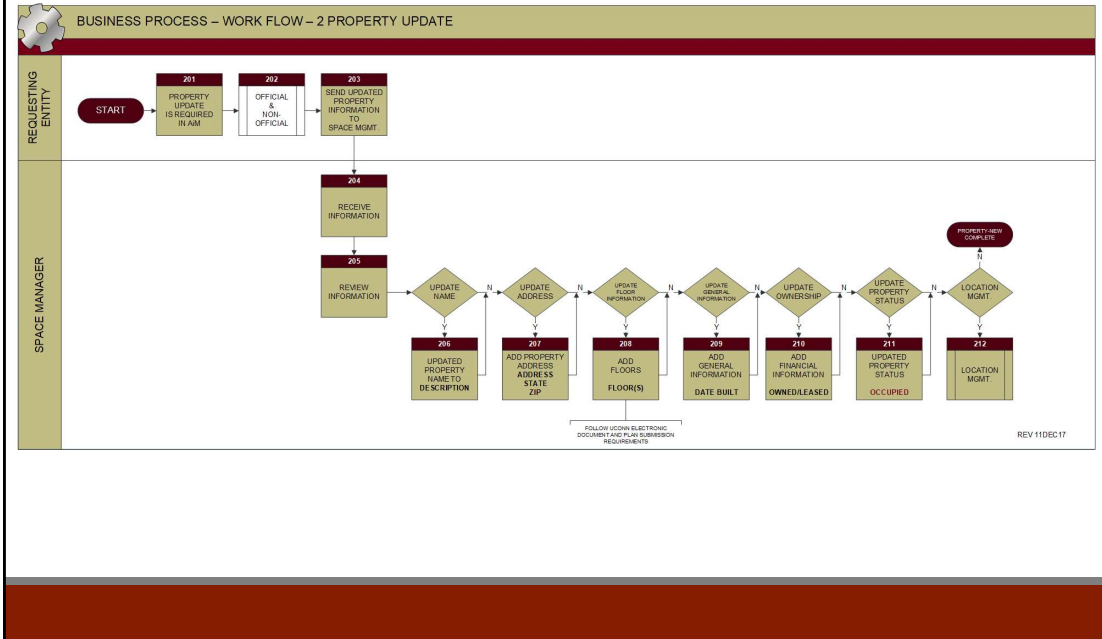 BUSINESS PROCESS – WORK FLOW – 2 PROPERTY UPDATE
REQUESTING
ENTITY
START
201
PROPERTY
UPDATE
IS REQUIRED
IN AiM
202
OFFICIAL
&
NON-
OFFICIAL
203
SEND UPDATED
PROPERTY
INFORMATION
TO
SPACE MGMT.
SPACE MANAGER
204
RECEIVE
INFORMATION
205
REVIEW
INFORMATION
UPDATE
NAME
N
Y
206
UPDATED
PROPERTY
NAME TO
DESCRIPTION
UPDATE
ADDRESS
N
Y
207
ADD PROPERTY
ADDRESS
ADDRESS
STATE
ZIP
UPDATE
FLOOR
INFORMATION
N
Y
208
ADD
FLOORS
FLOOR(S)
FOLLOW UCONN ELECTRONIC
DOCUMENT AND PLAN SUBMISSION
REQUIREMENTS
UPDATE
GENERAL
INFORMATION
N
Y
209
ADD
GENERAL
INFORMATION
DATE BUILT
UPDATE
OWNERSHIP
N
Y
210
ADD
FINANCIAL
INFORMATION
OWNED/LEASED
UPDATE
PROPERTY
STATUS
N
Y
211
UPDATED
PROPERTY
STATUS
OCCUPIED
PROPERTY-NEW
COMPLETE
N
LOCATION
MGMT.
Y
212
LOCATION
MGMT.
REV 11DEC17